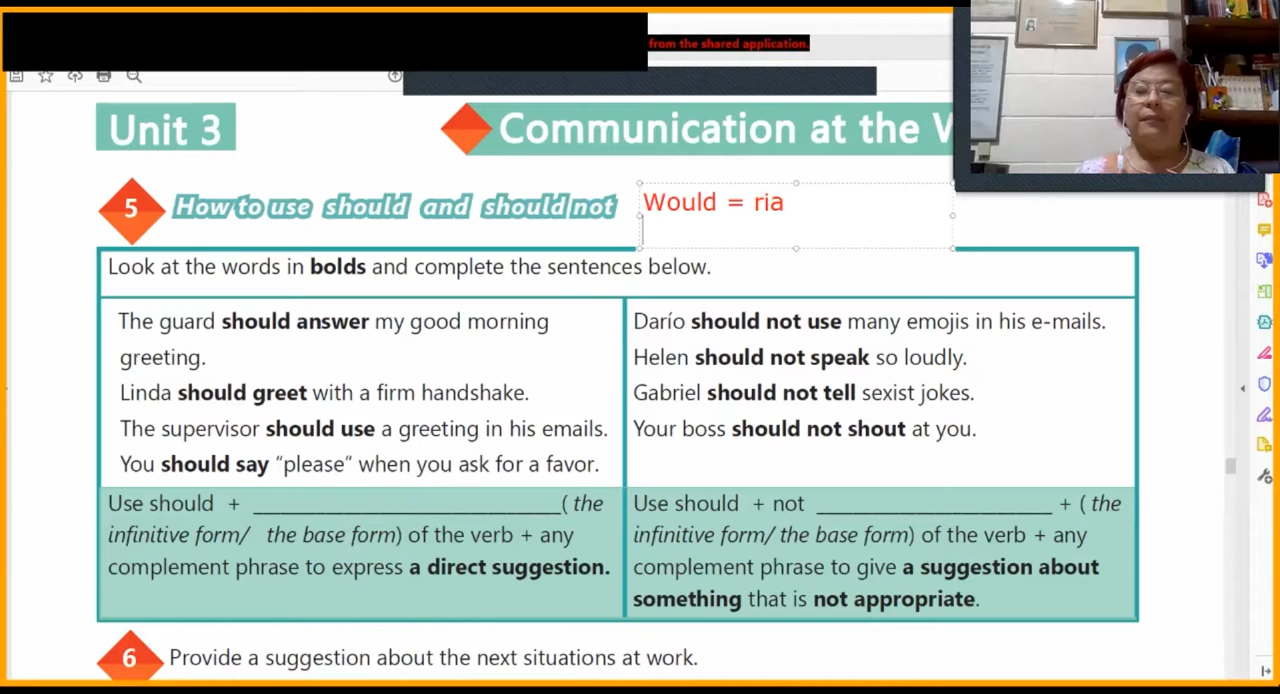 from the shared application.
Unit 3
Communication at the W
5
How to use should and should not
Would = ria
Look at the words in bolds and complete the sentences below.
The guard should answer my good morning
greeting.
Linda should greet with a firm handshake.
The supervisor should use a greeting in his emails.
You should say “please” when you ask for a favor.
Darío should not use many emojis in his e-mails.
Helen should not speak so loudly.
Gabriel should not tell sexist jokes.
Your boss should not shout at you.
Use should + ______________________________( the
infinitive form/ the base form) of the verb + any
complement phrase to express a direct suggestion.
Use should + not _______________________ + ( the
infinitive form/ the base form) of the verb + any
complement phrase to give a suggestion about
something that is not appropriate.
6
Provide a suggestion about the next situations at work.